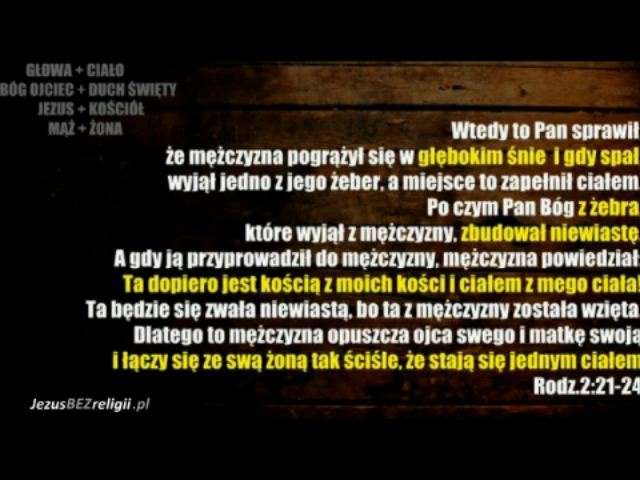 GŁOWA + CIAŁO
BÓG OJCIEC + DUCH ŚWIĘTY
JEZUS + KOŚCIÓŁ
MĄŻ + ŻONA
Wtedy to Pan sprawił
że mężczyzna pogrążył się w głębokim śnie i gdy spał
wyjął jedno z jego żeber, a miejsce to zapełnił ciałem
Po czym Pan Bóg z żebra
które wyjął z mężczyzny, zbudował niewiastę
A gdy ją przyprowadził do mężczyzny, mężczyzna powiedział:
Ta dopiero jest kością z moich kości i ciałem z mego ciała!
Ta będzie się zwała niewiastą, bo ta z mężczyzny została wzięta
Dlatego to mężczyzna opuszcza ojca swego i matkę swoją
i łączy się ze swą żoną tak ściśle, że stają się jednym ciałem
Rodz.2:21-24
JezusBEZreligii.pl